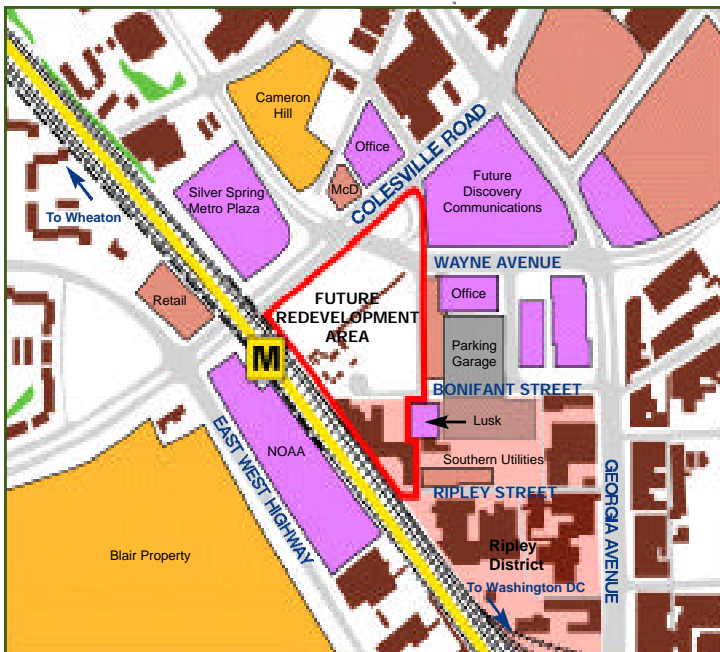 Cameron
Hill
Office
COLESVILLE ROAD
McD
Silver Spring
Metro Plaza
Future
Discovery
Communications
To Wheaton
WAYNE AVENUE
Office
Retail
FUTURE
REDEVELOPMENT
AREA
Parking
Garage
M
BONIFANT STREET
Lusk
EAST WEST HIGHWAY
NOAA
Southern Utilities
RIPLEY STREET
GEORGIA AVENUE
Blair Property
Ripley
District
To Washington DC